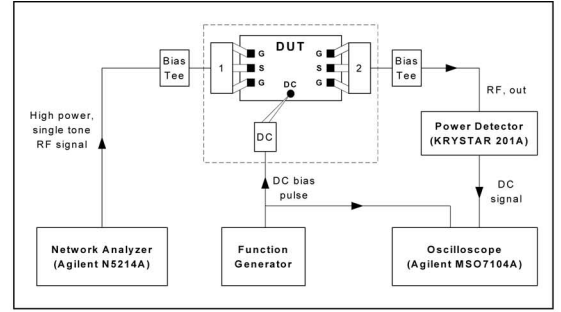 DUT
Bias
Tee
1
G
S
G
G
S
G
DC
2
Bias
Tee
High power,
single tone
RF signal
DC
RF, out
Power Detector
(KRYSTAR 201A)
DC bias
pulse
DC
signal
Network Analyzer
(Agilent N5214A)
Function
Generator
Oscilloscope
(Agilent MSO7104A)